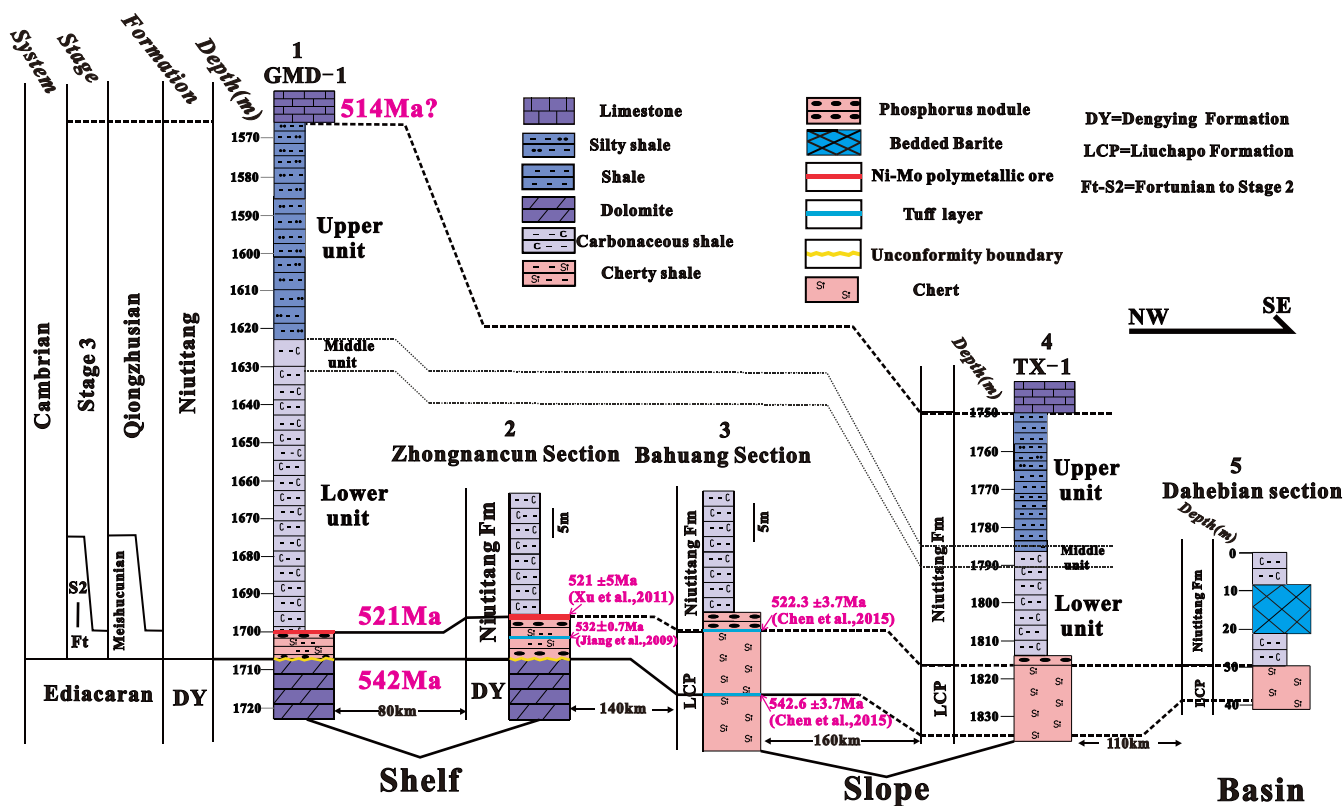 System
Stage
Formation
Depth(m)
1
GMD-1
514Ma?
Limestone
Silty shale
Shale
Dolomite
Carbonaceous shale
Cherty shale
Phosphorus nodule
Bedded Barite
Ni-Mo polymetallic ore
Tuff layer
Unconformity boundary
Chert
DY=Dengying Formation
LCP=Liuchapo Formation
Ft-S2=Fortunian to Stage 2
NW
SE
Cambrian
Stage 3
Qiongzhusian
Niutitang
S2
Ft
Meishucunian
Ediacaran
DY
1570
1580
1590
1600
1610
1620
1630
1640
1650
1660
1670
1680
1690
1700
1710
1720
Upper
unit
Middle
unit
Lower
unit
521Ma
542Ma
80km
2
Zhongnancun Section
Niutitang Fm
DY
5m
521 ±5Ma
(Xu et al.,2011)
532±0.7Ma
(Jiang et al.,2009)
140km
3
Bahuang Section
Niutitang Fm
LCP
5m
522.3 ±3.7Ma
(Chen et al.,2015)
542.6 ±3.7Ma
(Chen et al.,2015)
160km
4
TX-1
Depth(m)
Niutitang Fm
LCP
1750
1760
1770
1780
1790
1800
1810
1820
1830
Upper
unit
Middle
unit
Lower
unit
110km
5
Dahebian section
Depth(m)
Niutitang Fm
LCP
0
10
20
30
40
Shelf
Slope
Basin